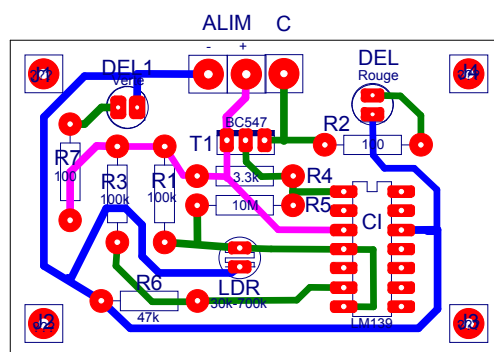 ALIM C
- +
J1
DEL1
Verte
DEL
Rouge
J4
BC547
T1
R2
100
R7
100
R3
100k
R1
100k
3.3k
R4
10M
R5
CI
LDR
30k-700k
R6
47k
J2
LM139
J3